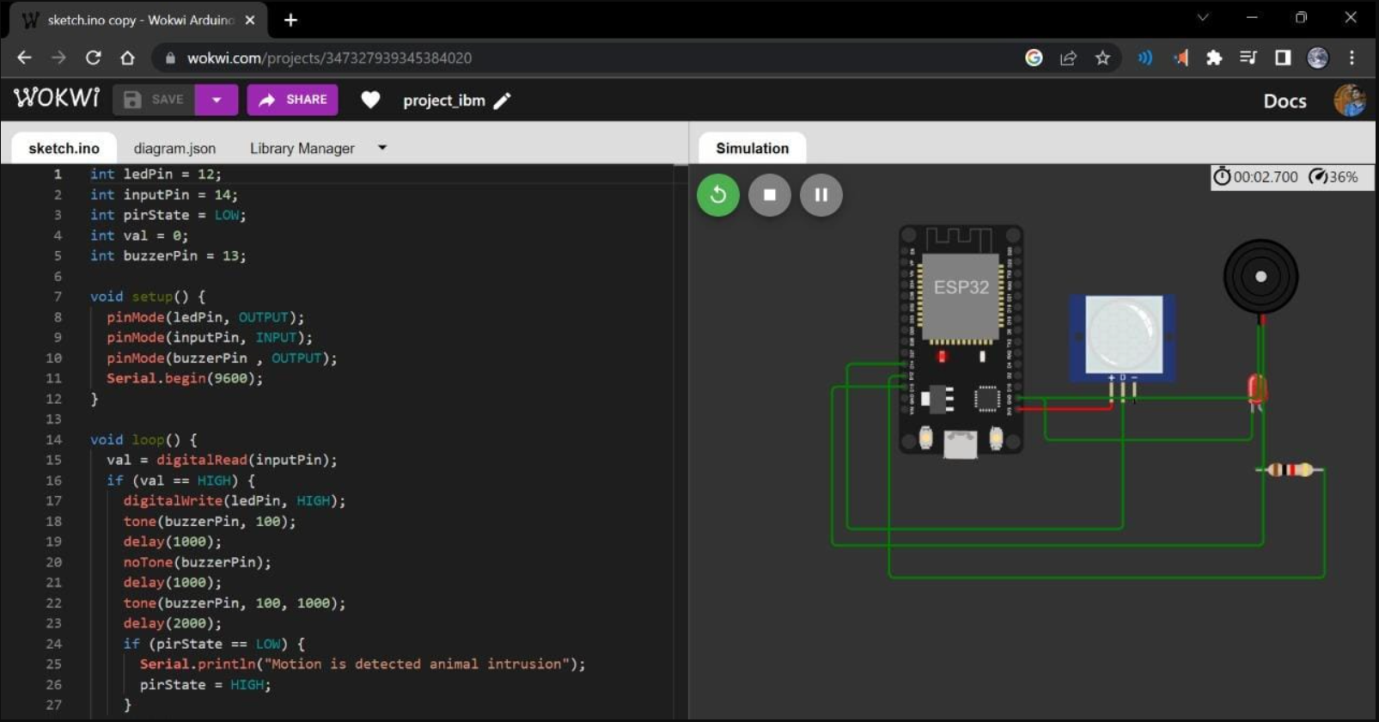 sketch.ino copy - Wokwi Arduino
wokwi.com/projects/347327939345384020
WOKWi SAVE SHARE project_ibm Docs
sketch.ino diagram.json Library Manager
Simulation
00:02.700 36%
1 int ledPin = 12;
2 int inputPin = 14;
3 int pirState = LOW;
4 int val = 0;
5 int buzzerPin = 13;
6
7 void setup() {
8 pinMode(ledPin, OUTPUT);
9 pinMode(inputPin, INPUT);
10 pinMode(buzzerPin , OUTPUT);
11 Serial.begin(9600);
12 }
13
14 void loop() {
15 val = digitalRead(inputPin);
16 if (val == HIGH) {
17 digitalWrite(ledPin, HIGH);
18 tone(buzzerPin, 100);
19 delay(1000);
20 noTone(buzzerPin);
21 delay(1000);
22 tone(buzzerPin, 100, 1000);
23 delay(2000);
24 if (pirState == LOW) {
25 Serial.println("Motion is detected animal intrusion");
26 pirState = HIGH;
27 }
ESP32
+ D -